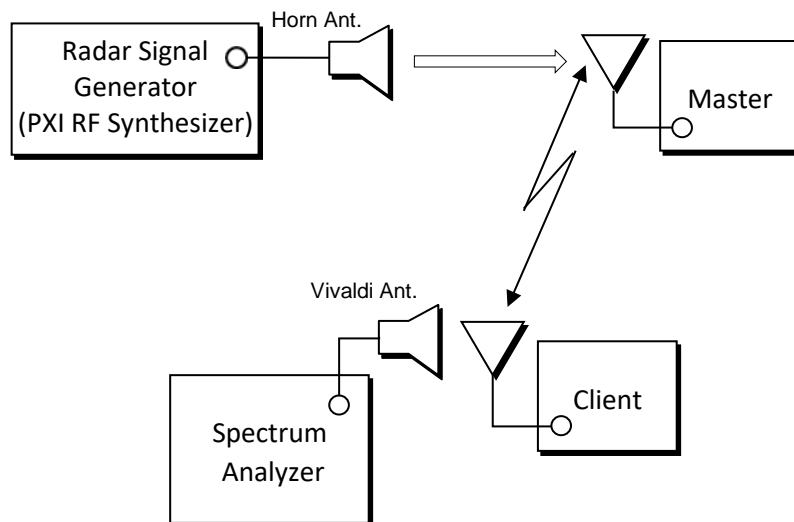 Horn Ant.
Radar Signal
Generator
(PXI RF Synthesizer)
Master
Vivaldi Ant.
Client
Spectrum
Analyzer